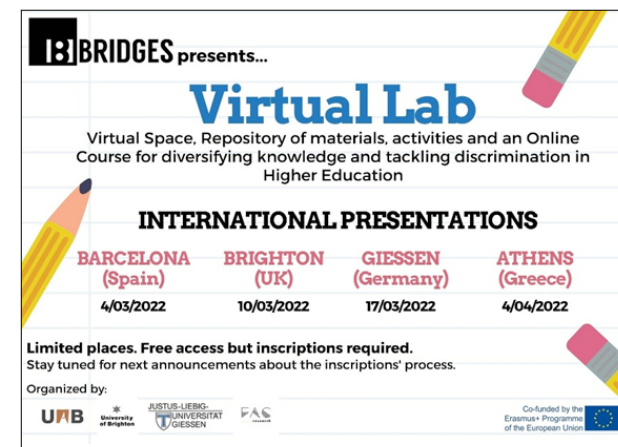 BRIDGES presents...
Virtual Lab
Virtual Space, Repository of materials, activities and an Online
Course for diversifying knowledge and tackling discrimination in
Higher Education
INTERNATIONAL PRESENTATIONS
BARCELONA BRIGHTON GIESSEN ATHENS
(Spain) (UK) (Germany) (Greece)
4/03/2022 10/03/2022 17/03/2022 4/04/2022
Limited places. Free access but inscriptions required.
Stay tuned for next announcements about the inscriptions' process.
Organized by:
UAB
University
of Brighton
JUSTUS-LIEBIG-
UNIVERSITAT
GIESSEN
FAC
research
Co-funded by the
Erasmus+ Programme
of the European Union